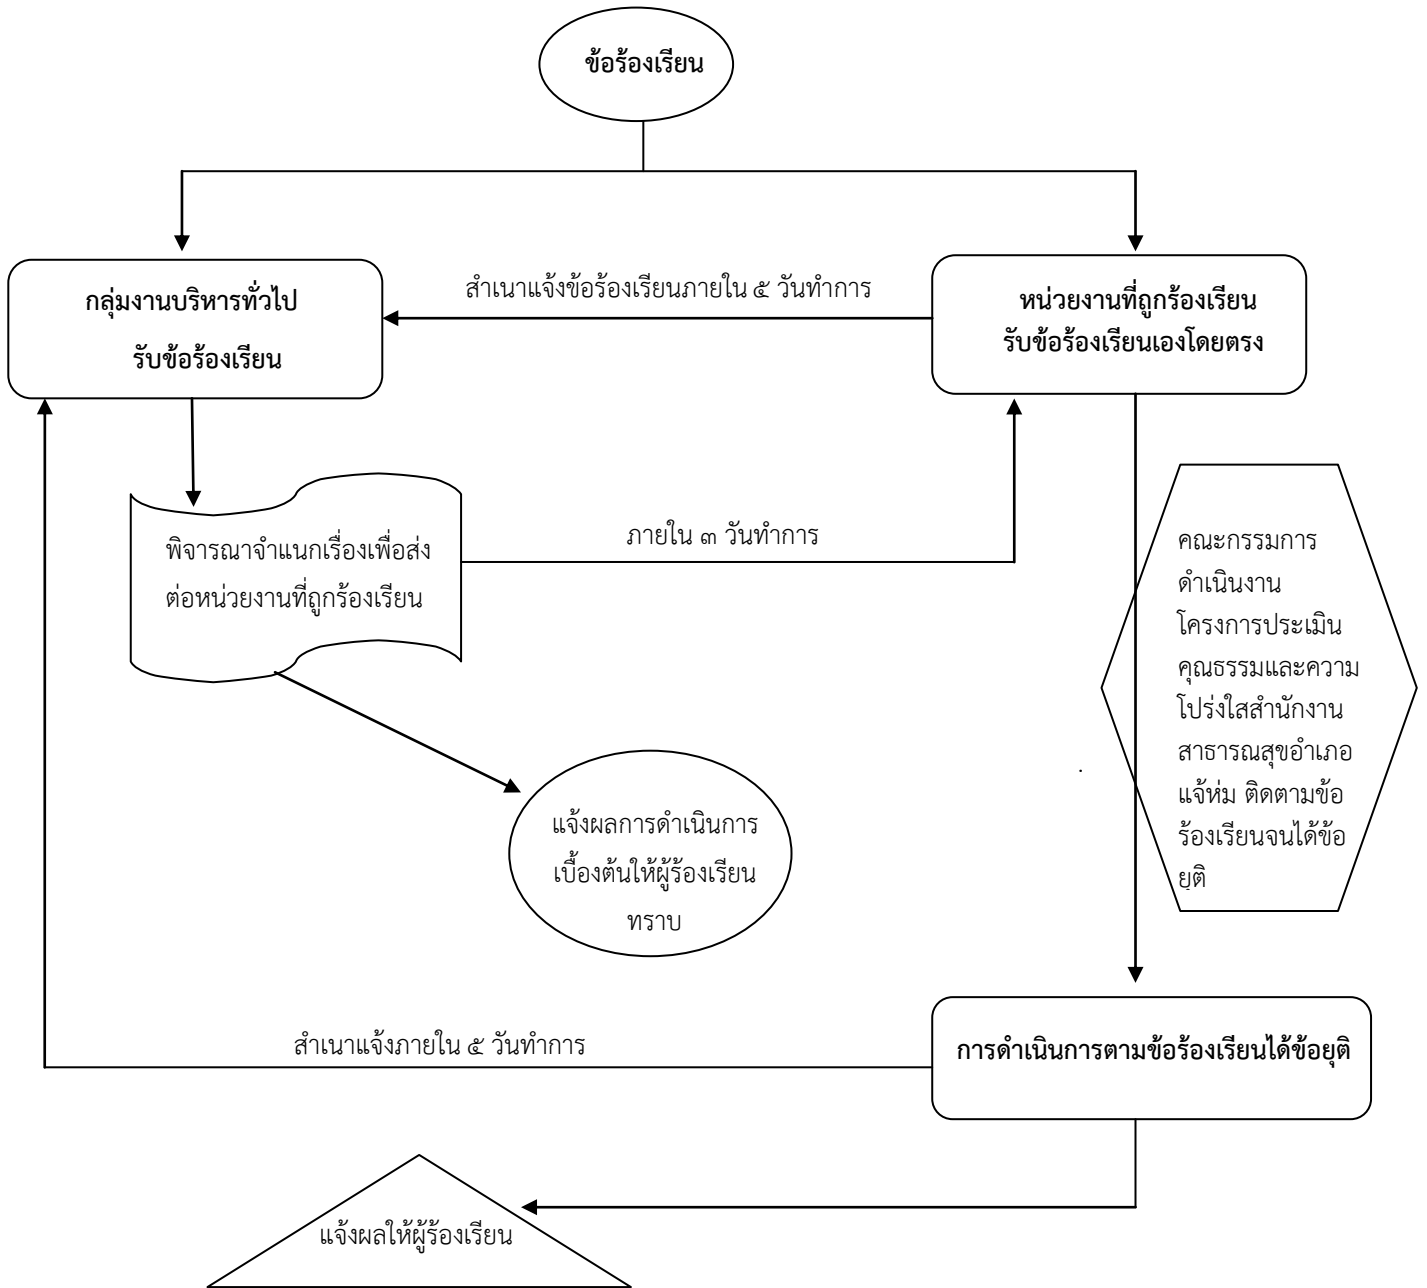 ข้อร้องเรียน
กลุ่มงานบริหารทั่วไป
รับข้อร้องเรียน
สำเนาแจ้งข้อร้องเรียนภายใน ๕ วันทำการ
หน่วยงานที่ถูกร้องเรียน
รับข้อร้องเรียนเองโดยตรง
พิจารณาจำแนกเรื่องเพื่อส่ง
ต่อหน่วยงานที่ถูกร้องเรียน
ภายใน ๓ วันทำการ
คณะกรรมการ
ดำเนินงาน
โครงการประเมิน
คุณธรรมและความ
โปร่งใสสำนักงาน
สาธารณสุขอำเภอ
แจ้ห่ม ติดตามข้อ
ร้องเรียนจนได้ข้อ
ยุติ
แจ้งผลการดำเนินการ
เบื้องต้นให้ผู้ร้องเรียน
ทราบ
สำเนาแจ้งภายใน ๕ วันทำการ
การดำเนินการตามข้อร้องเรียนได้ข้อยุติ
แจ้งผลให้ผู้ร้องเรียน